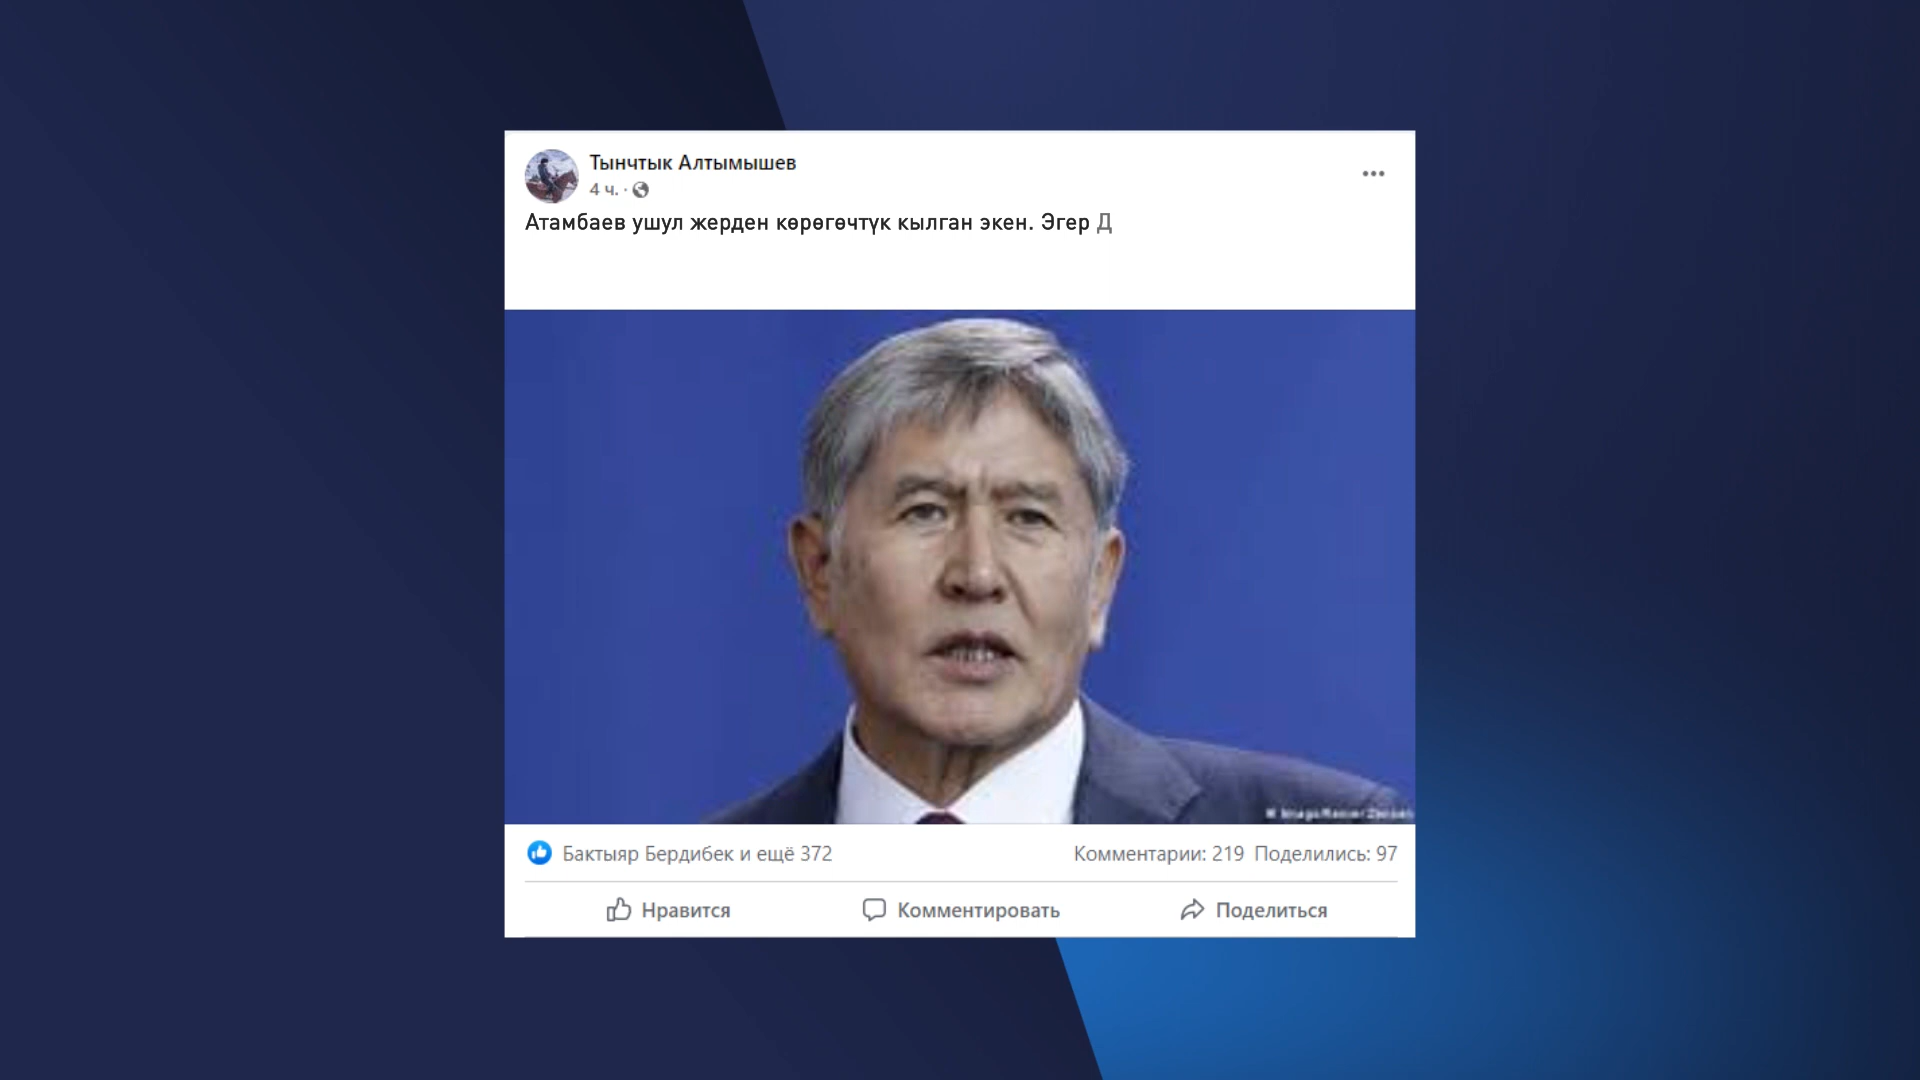 Тынчтык Алтымышев
4 ч. ·
Атамбаев ушул жерден көрөгөчтүк кылган экен. Эгер Д
Бактыяр Бердибек и ещё 372
Комментарии: 219 Поделились: 97
Нравится
Комментировать
Поделиться